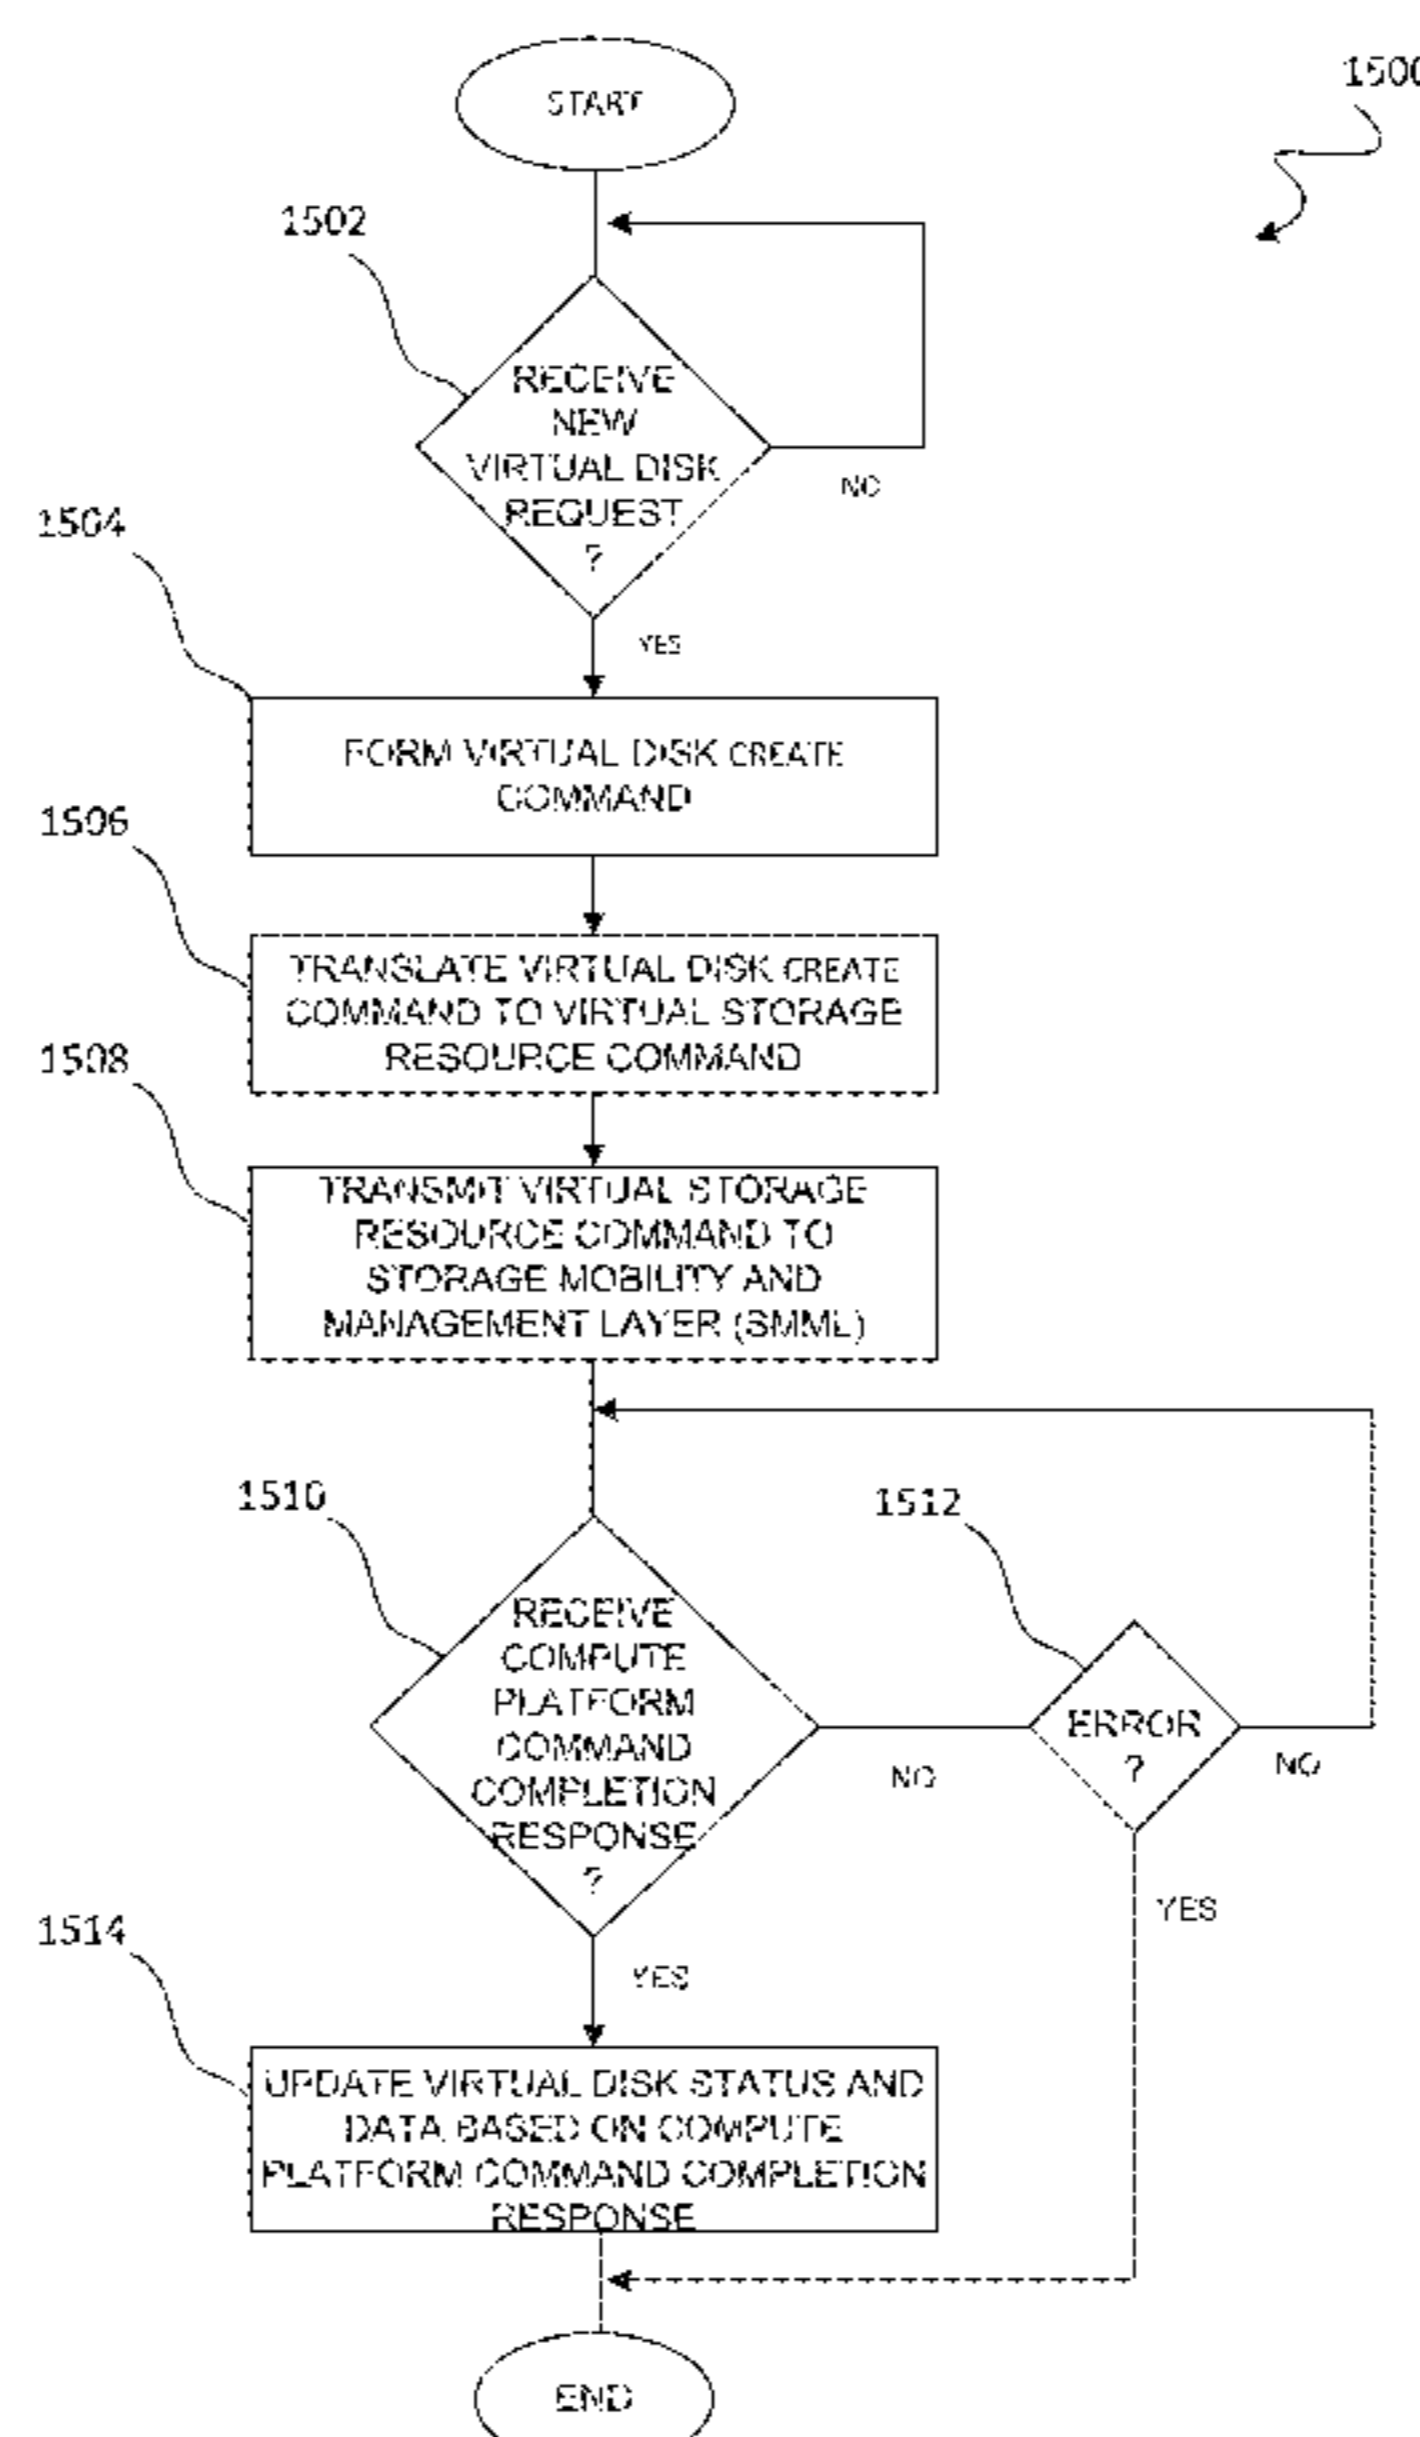 START
1500
1502
RECEIVE
NEW
VIRTUAL DISK
REQUEST
?
NO
1504
YES
FORM VIRTUAL DISK CREATE
COMMAND
1506
TRANSLATE VIRTUAL DISK CREATE
COMMAND TO VIRTUAL STORAGE
RESOURCE COMMAND
1508
TRANSMIT VIRTUAL STORAGE
RESOURCE COMMAND TO
STORAGE MOBILITY AND
MANAGEMENT LAYER (SMML)
1510
RECEIVE
COMPUTE
PLATFORM
COMMAND
COMPLETION
RESPONSE
?
NO
1512
ERROR
?
NO
YES
1514
YES
UPDATE VIRTUAL DISK STATUS AND
DATA BASED ON COMPUTE
PLATFORM COMMAND COMPLETION
RESPONSE
END